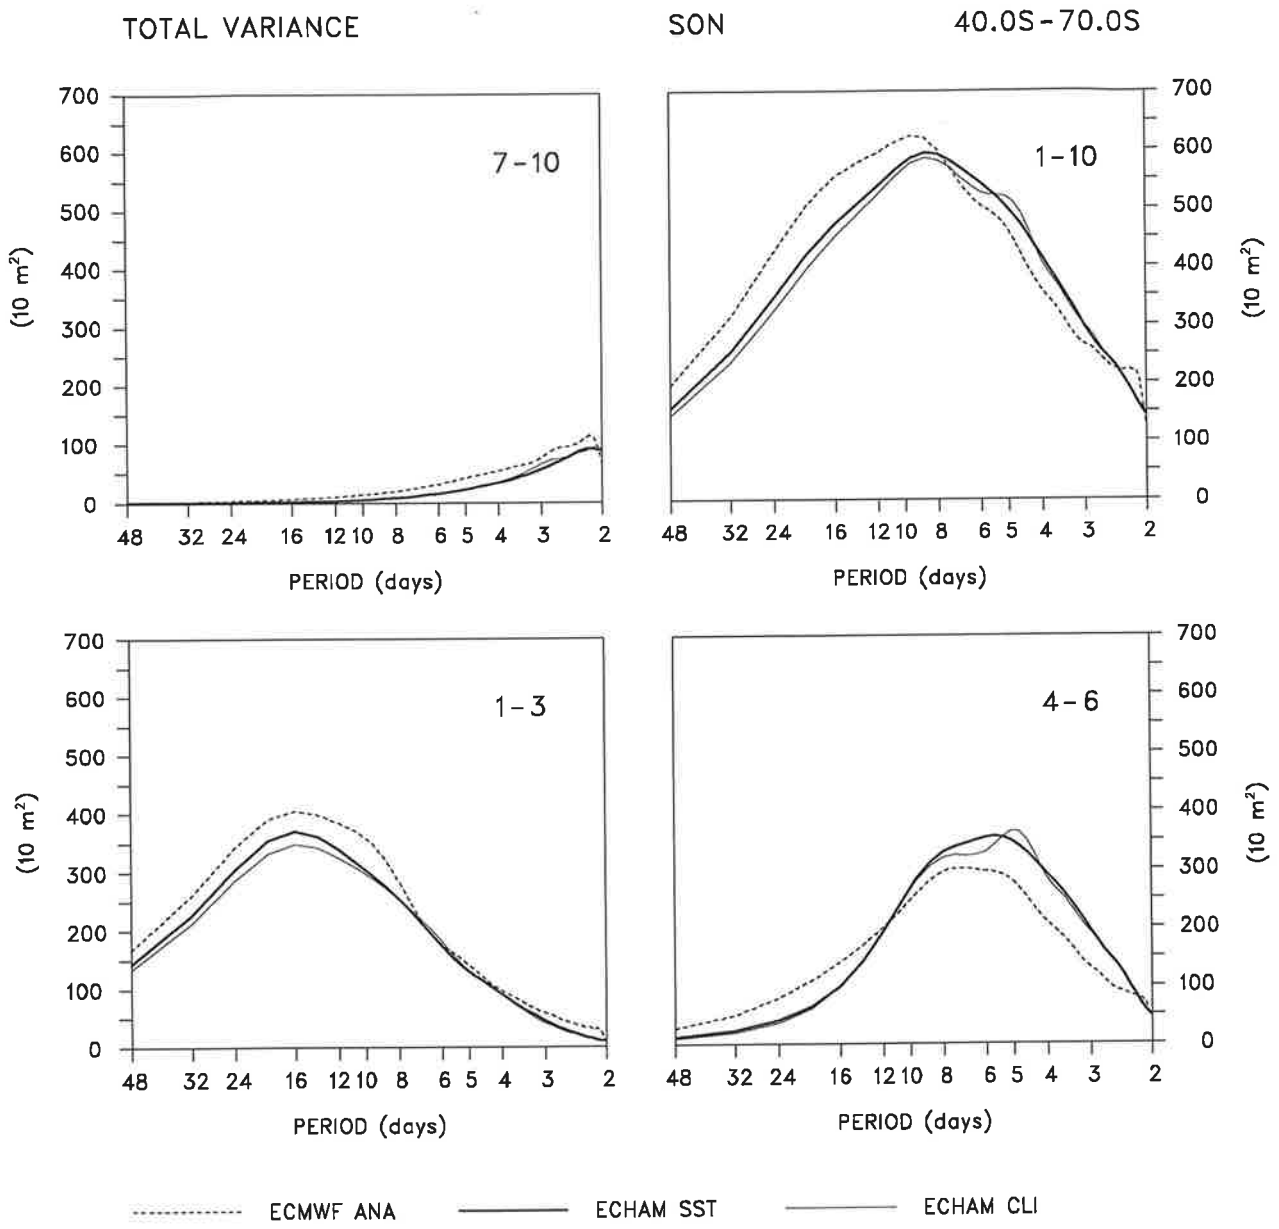 TOTAL VARIANCE SON 40.0S-70.0S
700 600 500 400 300 200 100 0
(10 m²)
7-10
48 32 24 16 12 10 8 6 5 4 3 2
PERIOD (days)
1-10
700 600 500 400 300 200 100 0
(10 m²)
48 32 24 16 12 10 8 6 5 4 3 2
PERIOD (days)
700 600 500 400 300 200 100 0
(10 m²)
1-3
48 32 24 16 12 10 8 6 5 4 3 2
PERIOD (days)
4-6
700 600 500 400 300 200 100 0
(10 m²)
48 32 24 16 12 10 8 6 5 4 3 2
PERIOD (days)
ECMWF ANA ECHAM SST ECHAM CLI